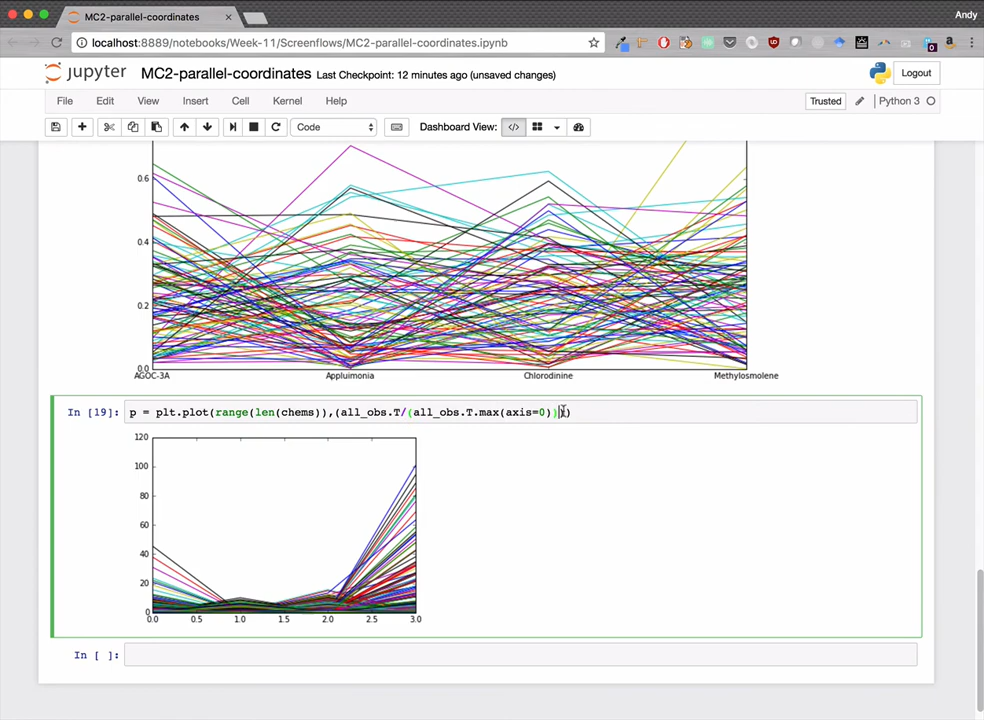 MC2-parallel-coordinates
Andy
localhost:8889/notebooks/Week-11/Screenflows/MC2-parallel-coordinates.ipynb
jupyter MC2-parallel-coordinates Last Checkpoint: 12 minutes ago (unsaved changes)
Logout
File Edit View Insert Cell Kernel Help
Trusted Python 3
Code Dashboard View:
0.6
0.4
0.2
0.0
AGOC-3A Appluimonia Chlorodinine Methylosmolene
In [19]: p = plt.plot(range(len(chems)),(all_obs.T/(all_obs.T.max(axis=0)))
120
100
80
60
40
20
0
0.0 0.5 1.0 1.5 2.0 2.5 3.0
In [ ]: